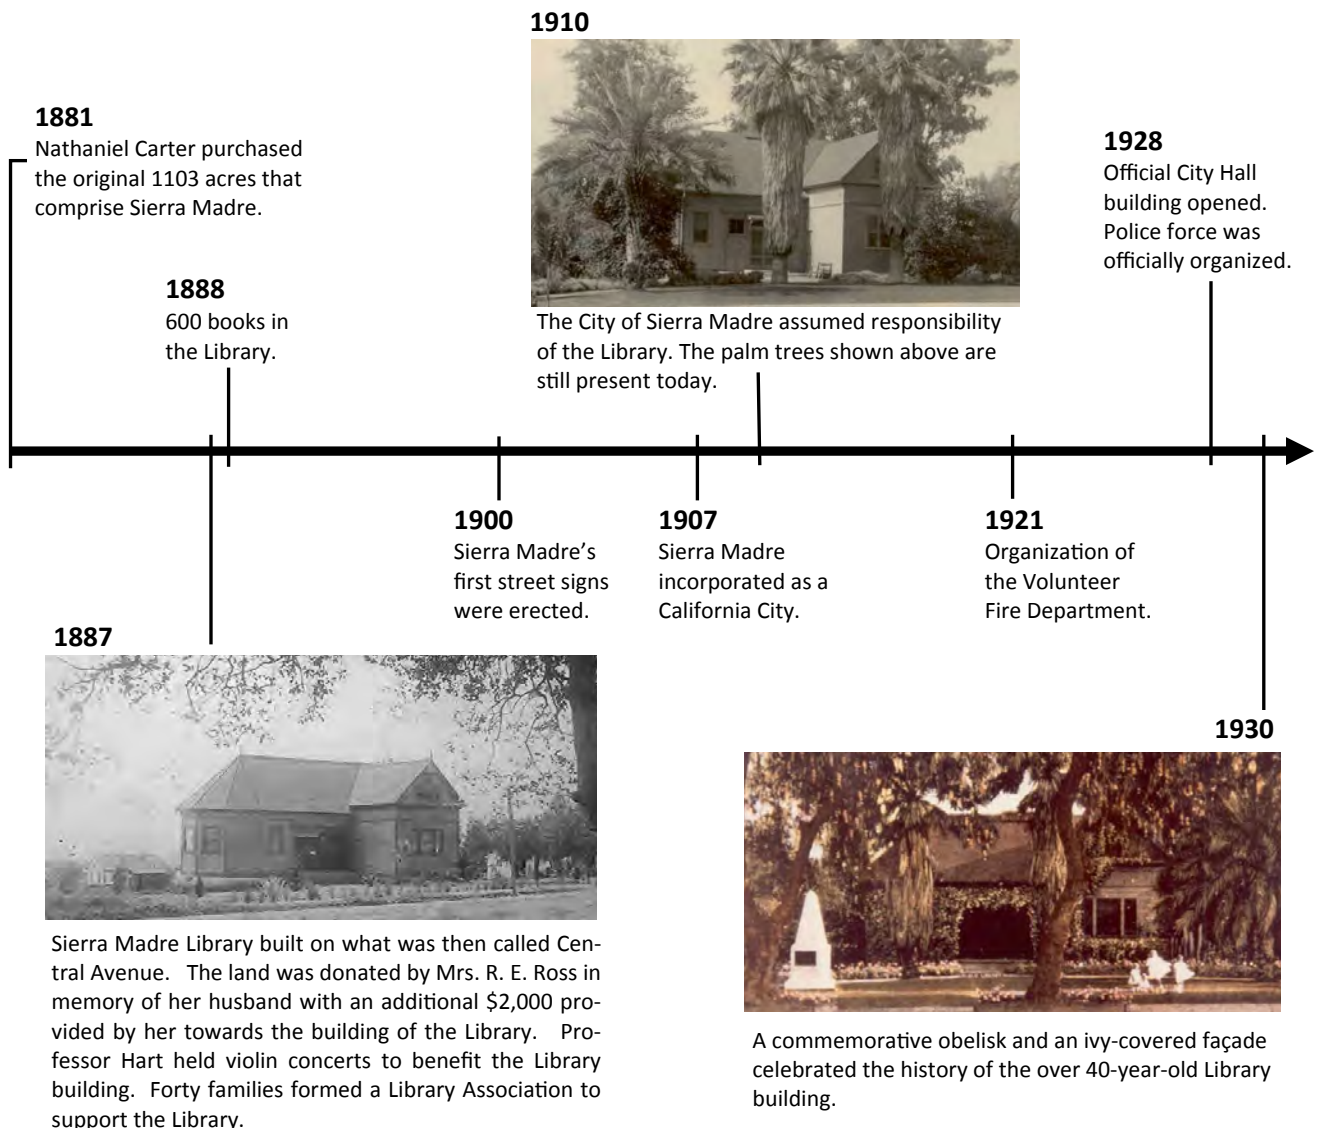 1910
1881
Nathaniel Carter purchased
the original 1103 acres that
comprise Sierra Madre.
1928
Official City Hall
building opened.
Police force was
officially organized.
1888
600 books in
the Library.
The City of Sierra Madre assumed responsibility
of the Library. The palm trees shown above are
still present today.
1900
Sierra Madre’s
first street signs
were erected.
1907
Sierra Madre
incorporated as a
California City.
1921
Organization of
the Volunteer
Fire Department.
1887
Sierra Madre Library built on what was then called Cen-
tral Avenue. The land was donated by Mrs. R. E. Ross in
memory of her husband with an additional $2,000 pro-
vided by her towards the building of the Library. Pro-
fessor Hart held violin concerts to benefit the Library
building. Forty families formed a Library Association to
support the Library.
1930
A commemorative obelisk and an ivy-covered façade
celebrated the history of the over 40-year-old Library
building.